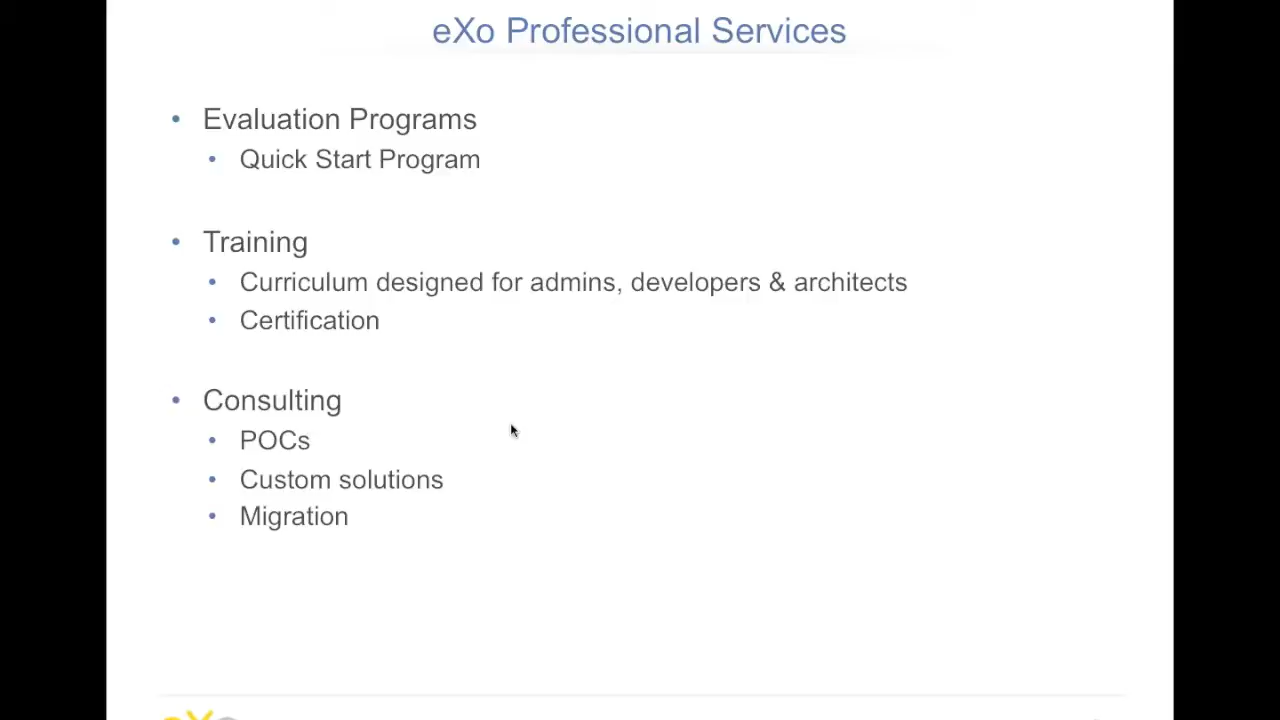 eXo Professional Services
• Evaluation Programs
• Quick Start Program
• Training
• Curriculum designed for admins, developers & architects
• Certification
• Consulting
• POCs
• Custom solutions
• Migration
eXo